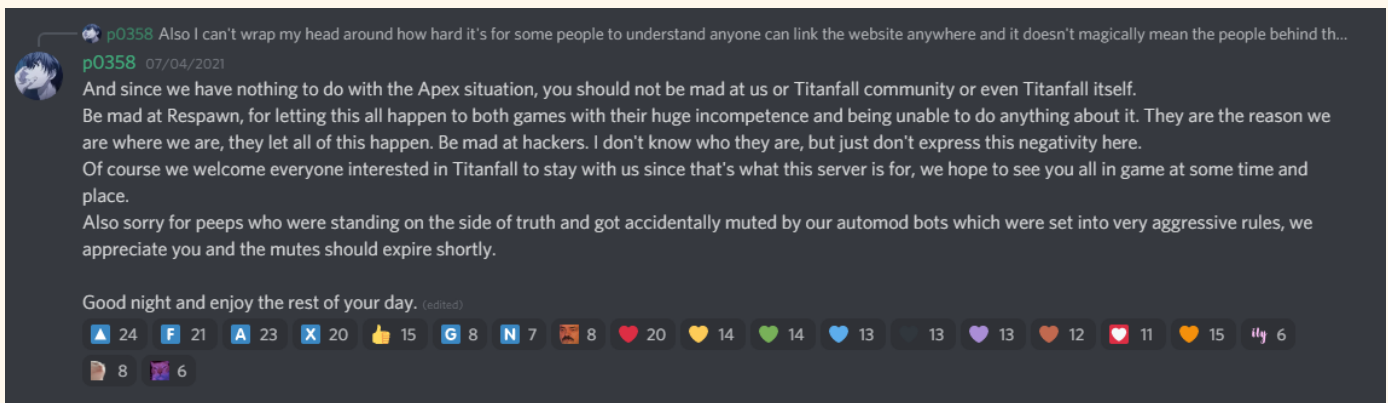 p0358 Also I can't wrap my head around how hard it's for some people to understand anyone can link the website anywhere and it doesn't magically mean the people behind th...
p0358 07/04/2021
And since we have nothing to do with the Apex situation, you should not be mad at us or Titanfall community or even Titanfall itself.
Be mad at Respawn, for letting this all happen to both games with their huge incompetence and being unable to do anything about it. They are the reason we
are where we are, they let all of this happen. Be mad at hackers. I don't know who they are, but just don't express this negativity here.
Of course we welcome everyone interested in Titanfall to stay with us since that's what this server is for, we hope to see you all in game at some time and
place.
Also sorry for peeps who were standing on the side of truth and got accidentally muted by our automod bots which were set into very aggressive rules, we
appreciate you and the mutes should expire shortly.
Good night and enjoy the rest of your day. (edited)
24 F 21 A 23 X 20 15 G 8 N 7 8 20 14 14 13 13 13 12 11 15 ily 6
8 6